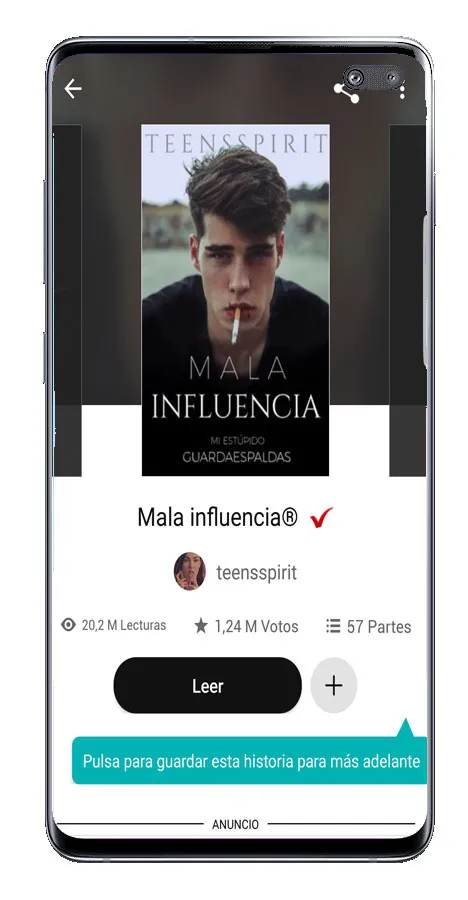 TEENSSPIRIT
MALA
INFLUENCIA
MI ESTÚPIDO
GUARDAESPALDAS
Mala influencia®
teensspirit
20,2 M Lecturas 1,24 M Votos 57 Partes
Leer
Pulsa para guardar esta historia para más adelante
ANUNCIO